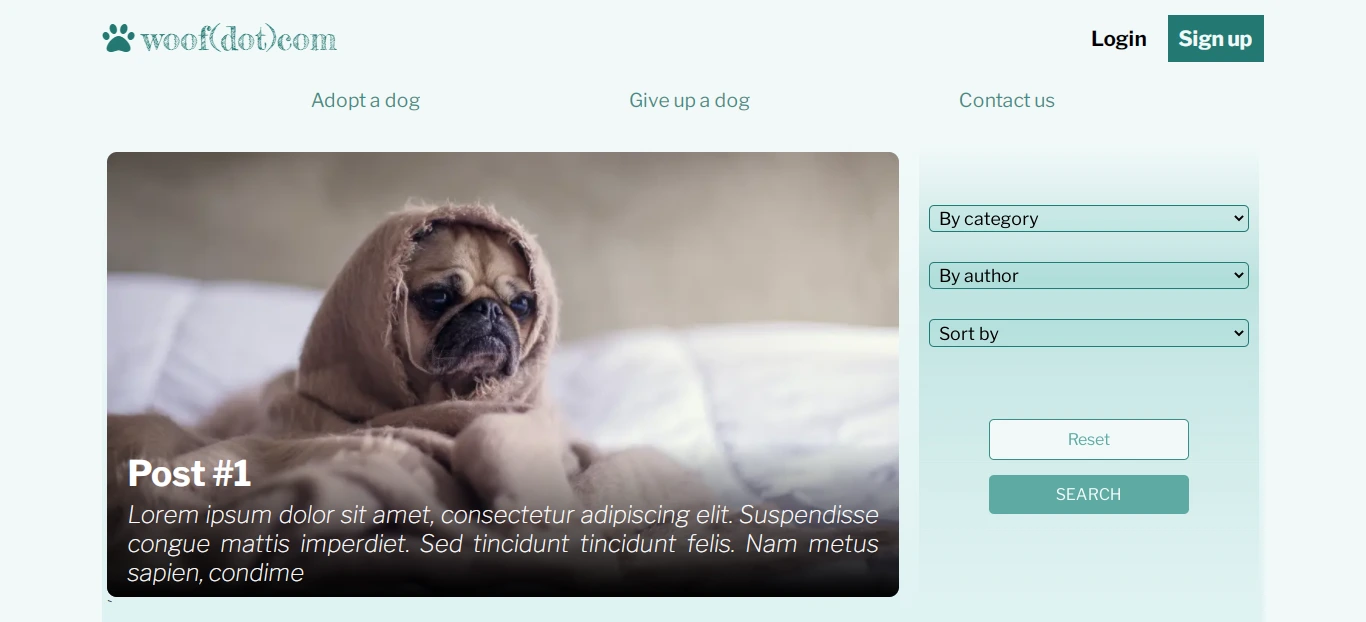 woof(dot)com
Login
Sign up
Adopt a dog
Give up a dog
Contact us
By category
By author
Sort by
Reset
SEARCH
Post #1
Lorem ipsum dolor sit amet, consectetur adipiscing elit. Suspendisse
congue mattis imperdiet. Sed tincidunt tincidunt felis. Nam metus
sapien, condime